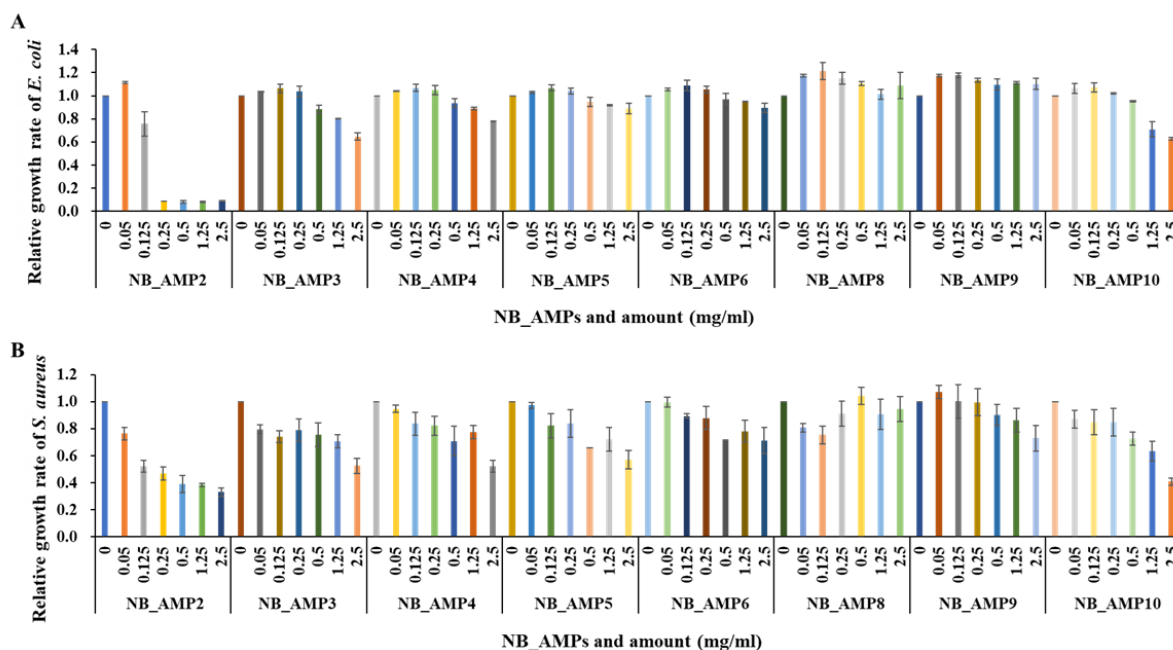 A
Relative growth rate of E. coli
1.4
1.2
1.0
0.8
0.6
0.4
0.2
0.0
0 0.05 0.125 0.25 0.5 1.25 2.5 0 0.05 0.125 0.25 0.5 1.25 2.5 0 0.05 0.125 0.25 0.5 1.25 2.5 0 0.05 0.125 0.25 0.5 1.25 2.5 0 0.05 0.125 0.25 0.5 1.25 2.5 0 0.05 0.125 0.25 0.5 1.25 2.5 0 0.05 0.125 0.25 0.5 1.25 2.5 0 0.05 0.125 0.25 0.5 1.25 2.5
NB_AMP2 NB_AMP3 NB_AMP4 NB_AMP5 NB_AMP6 NB_AMP8 NB_AMP9 NB_AMP10
NB_AMPs and amount (mg/ml)
B
Relative growth rate of S. aureus
1.2
1.0
0.8
0.6
0.4
0.2
0.0
0 0.05 0.125 0.25 0.5 1.25 2.5 0 0.05 0.125 0.25 0.5 1.25 2.5 0 0.05 0.125 0.25 0.5 1.25 2.5 0 0.05 0.125 0.25 0.5 1.25 2.5 0 0.05 0.125 0.25 0.5 1.25 2.5 0 0.05 0.125 0.25 0.5 1.25 2.5 0 0.05 0.125 0.25 0.5 1.25 2.5 0 0.05 0.125 0.25 0.5 1.25 2.5
NB_AMP2 NB_AMP3 NB_AMP4 NB_AMP5 NB_AMP6 NB_AMP8 NB_AMP9 NB_AMP10
NB_AMPs and amount (mg/ml)